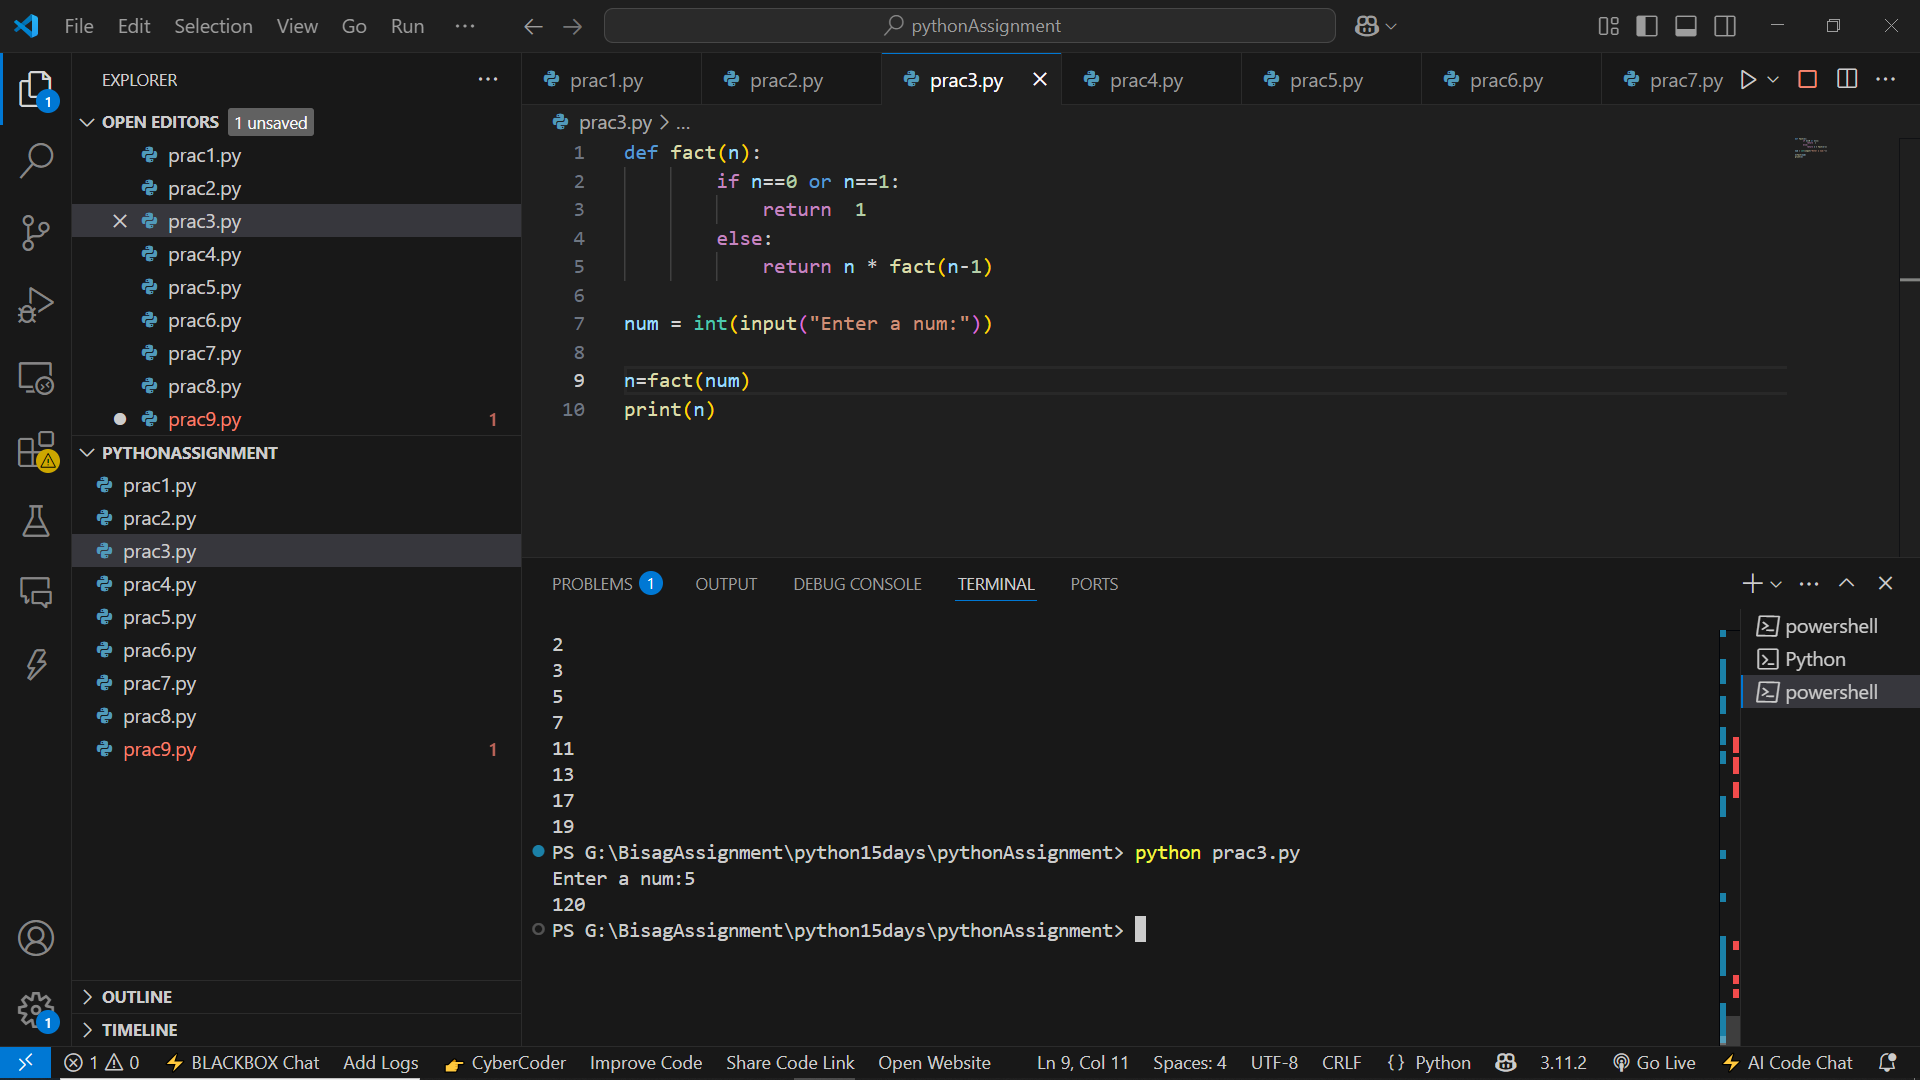 File Edit Selection View Go Run ··· pythonAssignment
EXPLORER ···
OPEN EDITORS 1 unsaved
prac1.py
prac2.py
prac3.py
prac4.py
prac5.py
prac6.py
prac7.py
prac8.py
prac9.py 1
PYTHONASSIGNMENT
prac1.py
prac2.py
prac3.py
prac4.py
prac5.py
prac6.py
prac7.py
prac8.py
prac9.py 1
OUTLINE
TIMELINE
1
1
prac1.py prac2.py prac3.py prac4.py prac5.py prac6.py prac7.py
prac3.py > ...
1 def fact(n):
2 if n==0 or n==1:
3 return  1
4 else:
5 return n * fact(n-1)
6
7 num = int(input("Enter a num:"))
8
9 n=fact(num)
10 print(n)
PROBLEMS 1 OUTPUT DEBUG CONSOLE TERMINAL PORTS
2
3
5
7
11
13
17
19
PS G:\BisagAssignment\python15days\pythonAssignment> python prac3.py
Enter a num:5
120
PS G:\BisagAssignment\python15days\pythonAssignment>
powershell
Python
powershell
1 0 BLACKBOX Chat Add Logs CyberCoder Improve Code Share Code Link Open Website Ln 9, Col 11 Spaces: 4 UTF-8 CRLF {} Python 3.11.2 Go Live AI Code Chat